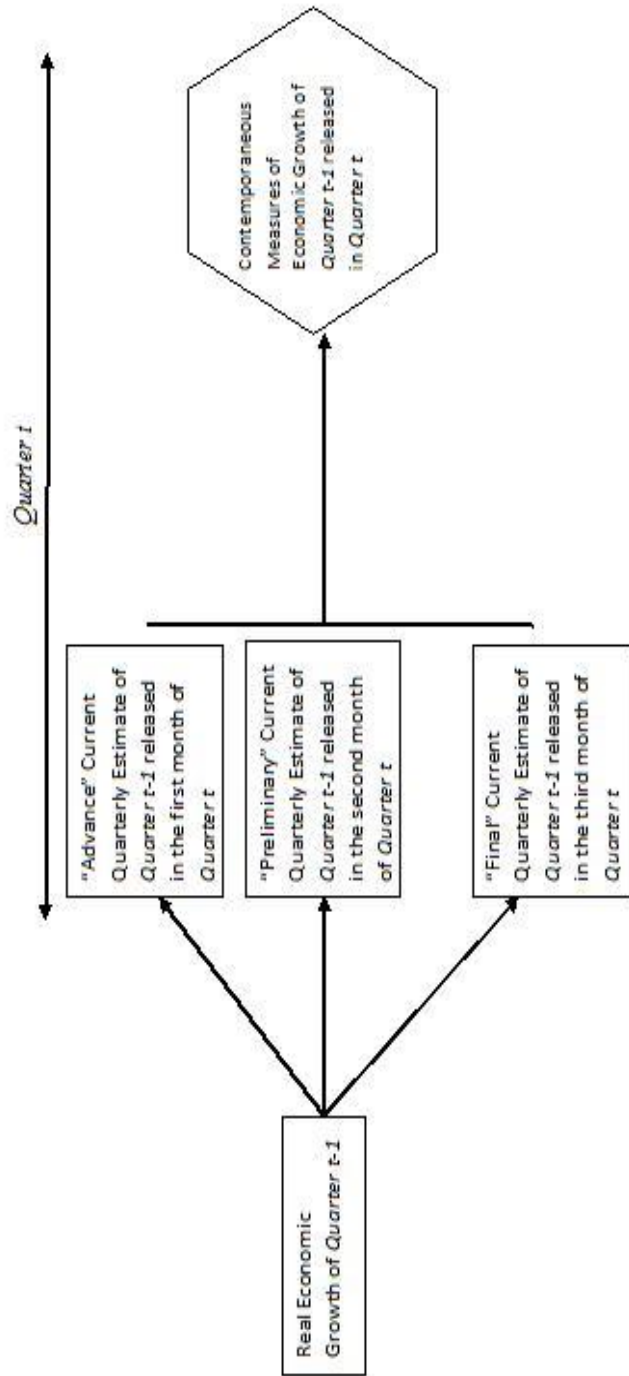 Quarter t
Real Economic
Growth of Quarter t-1
“Advance” Current
Quarterly Estimate of
Quarter t-1 released
in the first month of
Quarter t
“Preliminary” Current
Quarterly Estimate of
Quarter t-1 released
in the second month
of Quarter t
“Final” Current
Quarterly Estimate of
Quarter t-1 released
in the third month of
Quarter t
Contemporaneous
Measures of
Economic Growth of
Quarter t-1 released
in Quarter t